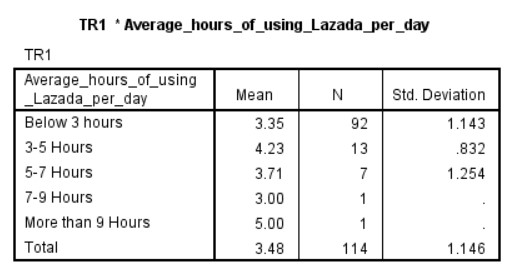 TR1 * Average_hours_of_using_Lazada_per_day
TR1
Average_hours_of_using
_Lazada_per_day Mean N Std. Deviation
Below 3 hours 3.35 92 1.143
3-5 Hours 4.23 13 .832
5-7 Hours 3.71 7 1.254
7-9 Hours 3.00 1 .
More than 9 Hours 5.00 1 .
Total 3.48 114 1.146